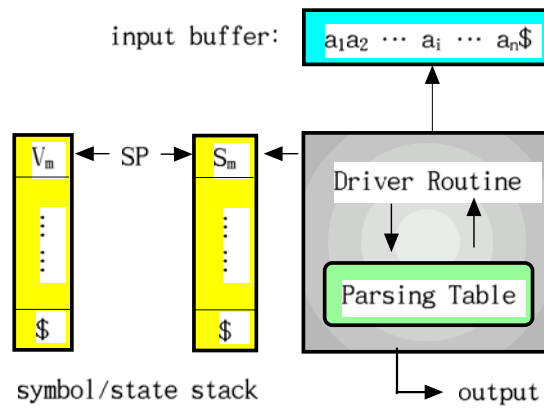 input buffer:
a₁a₂ ··· aᵢ ··· aₙ$
Vₘ
SP
Sₘ
Driver Routine
⋮
⋮
⋮
⋮
Parsing Table
$
$
symbol/state stack
output